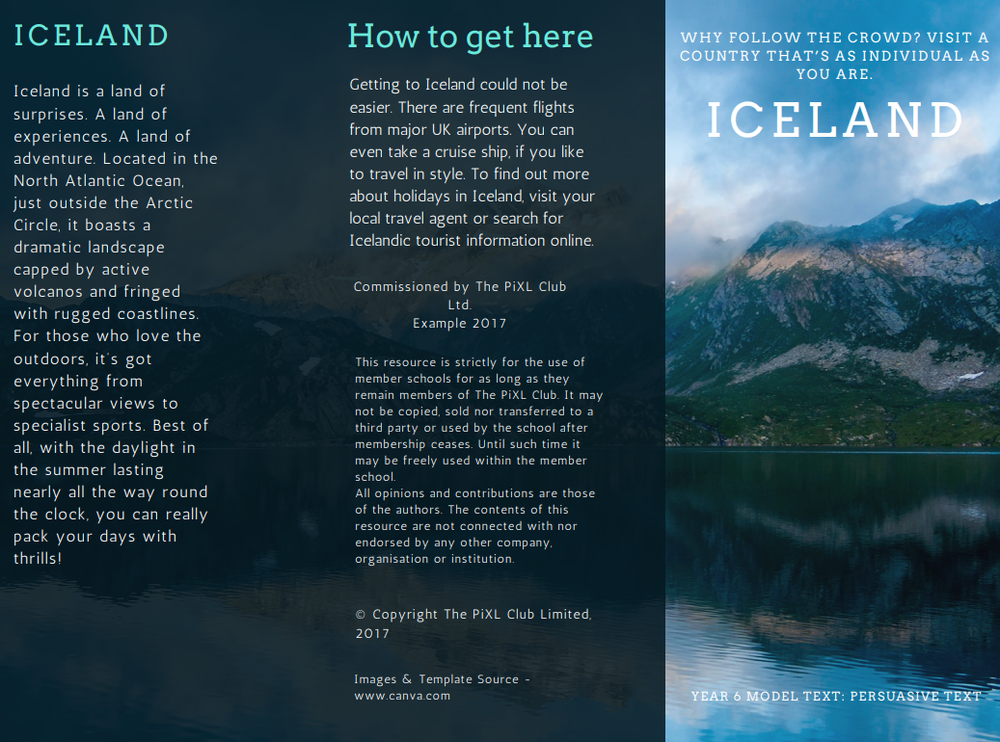 ICELAND
Iceland is a land of
surprises. A land of
experiences. A land of
adventure. Located in the
North Atlantic Ocean,
just outside the Arctic
Circle, it boasts a
dramatic landscape
capped by active
volcanos and fringed
with rugged coastlines.
For those who love the
outdoors, it's got
everything from
spectacular views to
specialist sports. Best of
all, with the daylight in
the summer lasting
nearly all the way round
the clock, you can really
pack your days with
thrills!
How to get here
Getting to Iceland could not be
easier. There are frequent flights
from major UK airports. You can
even take a cruise ship, if you like
to travel in style. To find out more
about holidays in Iceland, visit your
local travel agent or search for
Icelandic tourist information online.
Commissioned by The PiXL Club
Ltd.
Example 2017
This resource is strictly for the use of
member schools for as long as they
remain members of The PiXL Club. It may
not be copied, sold nor transferred to a
third party or used by the school after
membership ceases. Until such time it
may be freely used within the member
school.
All opinions and contributions are those
of the authors. The contents of this
resource are not connected with nor
endorsed by any other company,
organisation or institution.
© Copyright The PiXL Club Limited,
2017
Images & Template Source -
www.canva.com
WHY FOLLOW THE CROWD? VISIT A
COUNTRY THAT'S AS INDIVIDUAL AS
YOU ARE.
ICELAND
YEAR 6 MODEL TEXT: PERSUASIVE TEXT